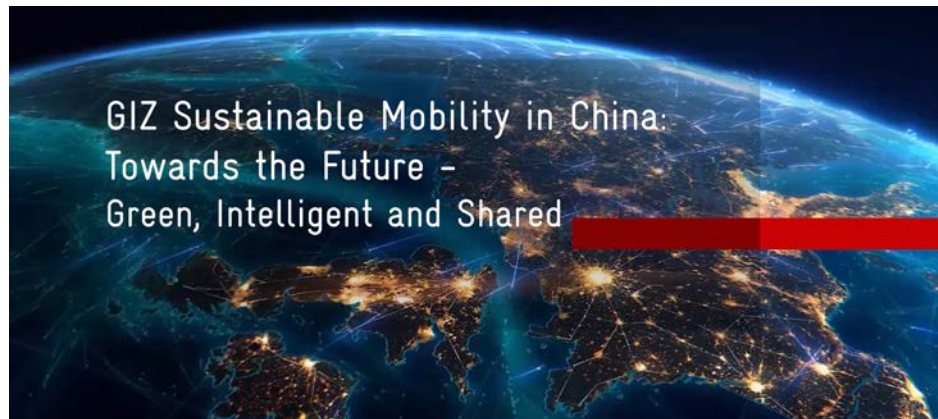 GIZ Sustainable Mobility in China:
Towards the Future –
Green, Intelligent and Shared